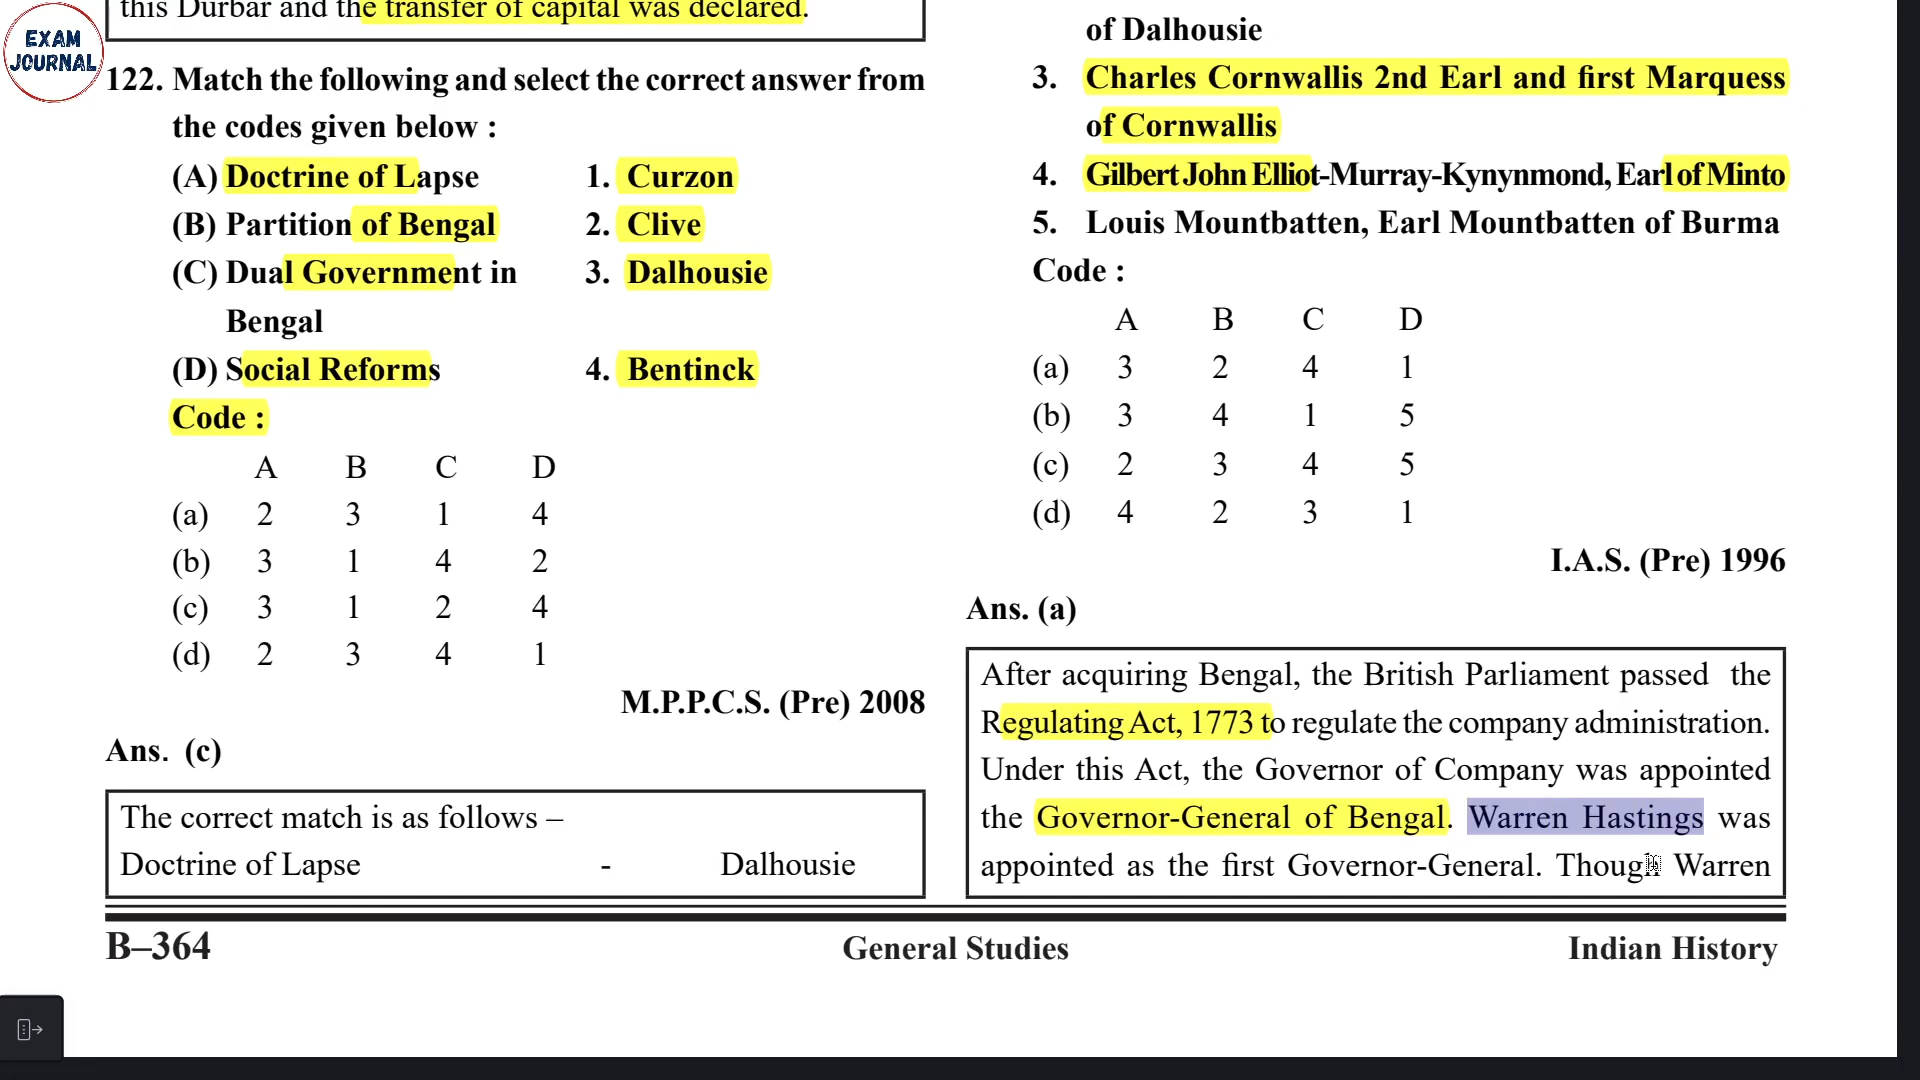 EXAM
JOURNAL
this Durbar and the transfer of capital was declared.
122. Match the following and select the correct answer from
the codes given below :
(A) Doctrine of Lapse 1. Curzon
(B) Partition of Bengal 2. Clive
(C) Dual Government in 3. Dalhousie
Bengal
(D) Social Reforms 4. Bentinck
Code :
A B C D
(a) 2 3 1 4
(b) 3 1 4 2
(c) 3 1 2 4
(d) 2 3 4 1
M.P.P.C.S. (Pre) 2008
Ans. (c)
The correct match is as follows –
Doctrine of Lapse - Dalhousie
of Dalhousie
3. Charles Cornwallis 2nd Earl and first Marquess
of Cornwallis
4. Gilbert John Elliot-Murray-Kynynmond, Earl of Minto
5. Louis Mountbatten, Earl Mountbatten of Burma
Code :
A B C D
(a) 3 2 4 1
(b) 3 4 1 5
(c) 2 3 4 5
(d) 4 2 3 1
I.A.S. (Pre) 1996
Ans. (a)
After acquiring Bengal, the British Parliament passed the
Regulating Act, 1773 to regulate the company administration.
Under this Act, the Governor of Company was appointed
the Governor-General of Bengal. Warren Hastings was
appointed as the first Governor-General. Though Warren
B–364 General Studies Indian History